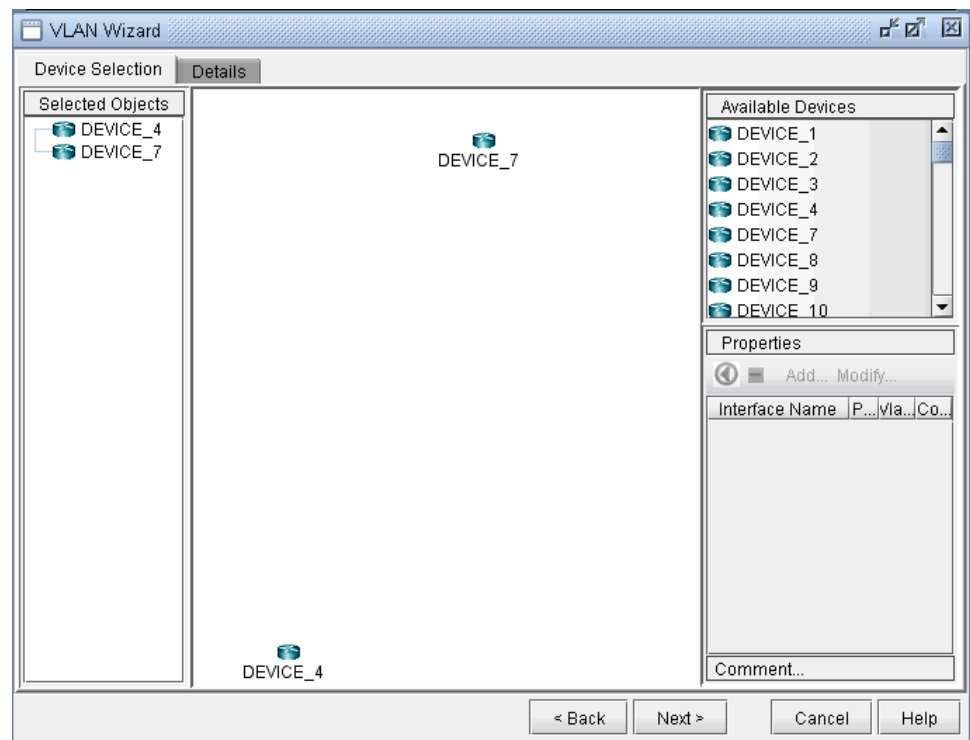 VLAN Wizard
Device Selection
Details
Selected Objects
DEVICE_4
DEVICE_7
DEVICE_7
DEVICE_4
Available Devices
DEVICE_1
DEVICE_2
DEVICE_3
DEVICE_4
DEVICE_7
DEVICE_8
DEVICE_9
DEVICE_10
Properties
Add... Modify...
Interface Name P... Vla... Co...
Comment...
< Back Next > Cancel Help